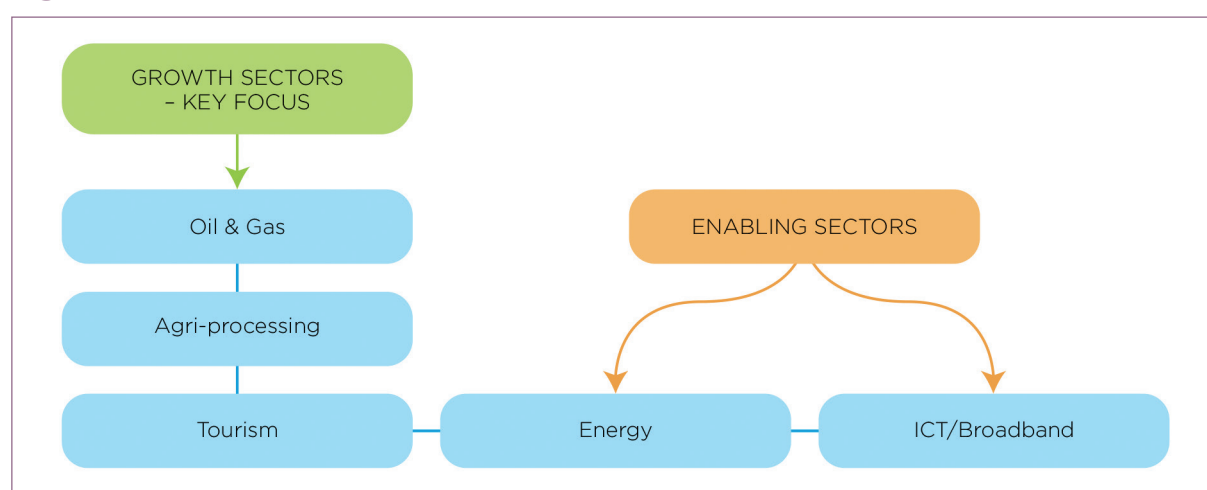 GROWTH SECTORS
– KEY FOCUS
Oil & Gas
ENABLING SECTORS
Agri-processing
Tourism
Energy
ICT/Broadband